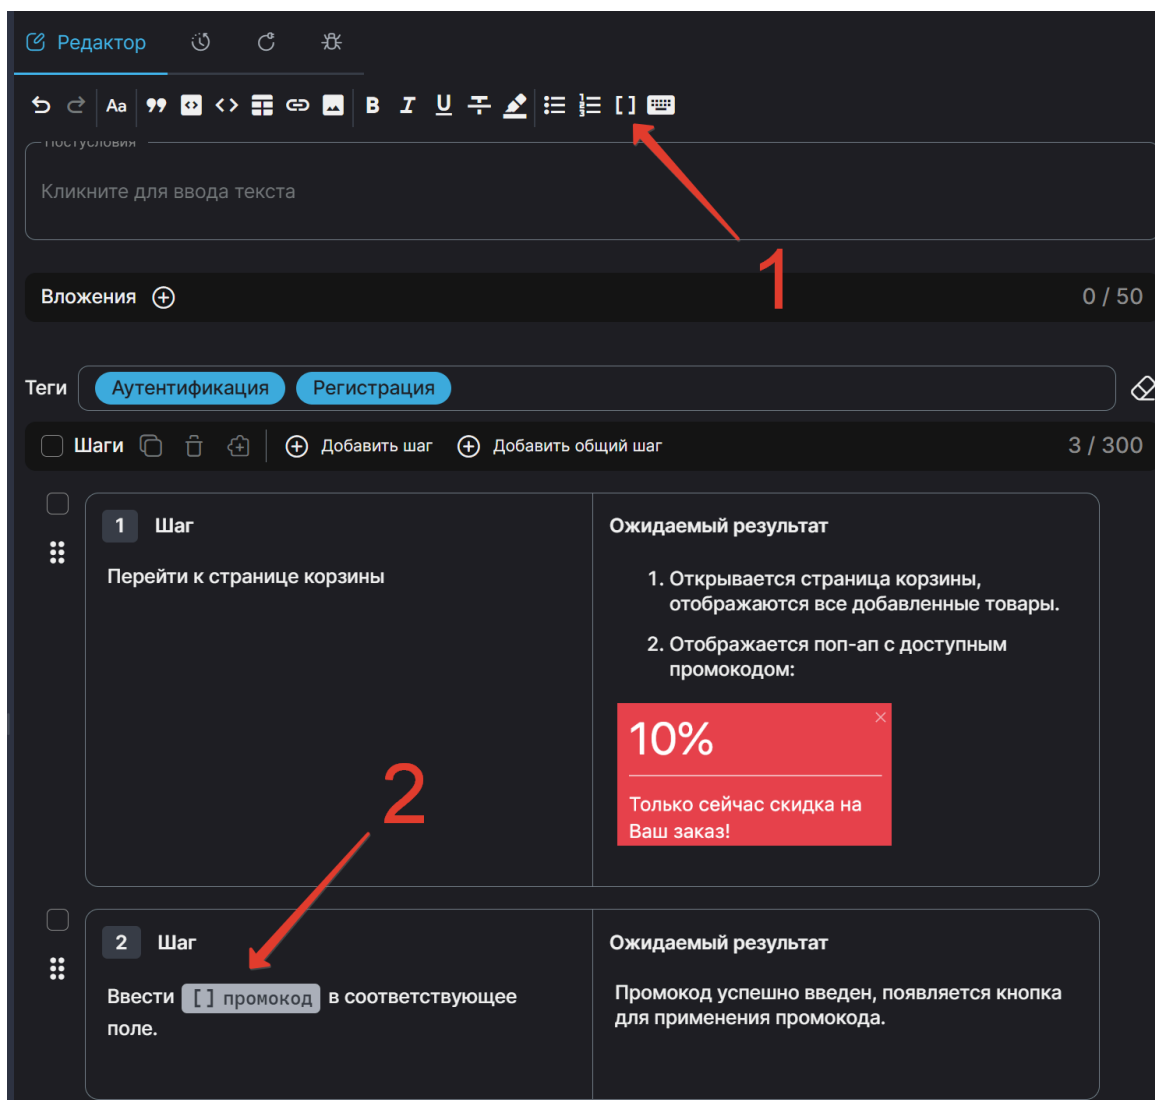 Редактор
Aa
B I U T
Постусловия
Кликните для ввода текста
1
Вложения
0 / 50
Теги
Аутентификация
Регистрация
Шаги
Добавить шаг
Добавить общий шаг
3 / 300
1 Шаг
Перейти к странице корзины
Ожидаемый результат
1. Открывается страница корзины,
отображаются все добавленные товары.
2. Отображается поп-ап с доступным
промокодом:
10%
Только сейчас скидка на
Ваш заказ!
2
2 Шаг
Ввести [] промокод в соответствующее
поле.
Ожидаемый результат
Промокод успешно введен, появляется кнопка
для применения промокода.